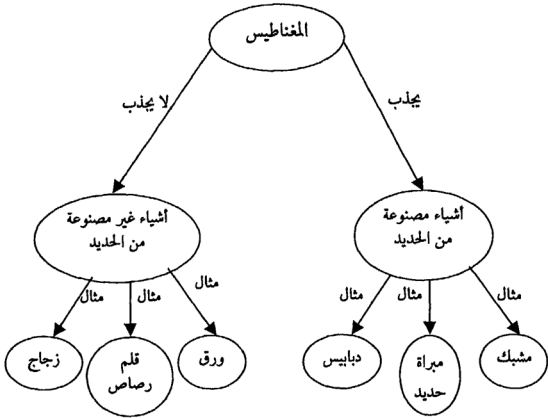 المغناطيس
يجذب
لا يجذب
أشياء مصنوعة
من الحديد
أشياء غير مصنوعة
من الحديد
مثال
مثال
مثال
مثال
مثال
مثال
مشبك
مبراة
حديد
دبابيس
ورق
قلم
رصاص
زجاج